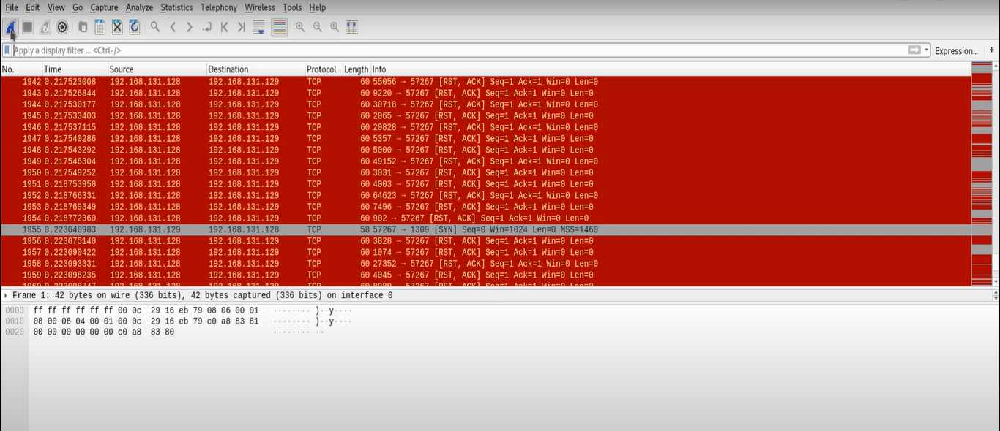 File Edit View Go Capture Analyze Statistics Telephony Wireless Tools Help
Apply a display filter … <Ctrl-/> Expression… +
No. Time Source Destination Protocol Length Info
1942 0.217523008 192.168.131.128 192.168.131.129 TCP 60 55056 → 57267 [RST, ACK] Seq=1 Ack=1 Win=0 Len=0
1943 0.217526844 192.168.131.128 192.168.131.129 TCP 60 9220 → 57267 [RST, ACK] Seq=1 Ack=1 Win=0 Len=0
1944 0.217530177 192.168.131.128 192.168.131.129 TCP 60 30718 → 57267 [RST, ACK] Seq=1 Ack=1 Win=0 Len=0
1945 0.217533403 192.168.131.128 192.168.131.129 TCP 60 2065 → 57267 [RST, ACK] Seq=1 Ack=1 Win=0 Len=0
1946 0.217537115 192.168.131.128 192.168.131.129 TCP 60 20828 → 57267 [RST, ACK] Seq=1 Ack=1 Win=0 Len=0
1947 0.217540286 192.168.131.128 192.168.131.129 TCP 60 5357 → 57267 [RST, ACK] Seq=1 Ack=1 Win=0 Len=0
1948 0.217543292 192.168.131.128 192.168.131.129 TCP 60 5000 → 57267 [RST, ACK] Seq=1 Ack=1 Win=0 Len=0
1949 0.217546304 192.168.131.128 192.168.131.129 TCP 60 49152 → 57267 [RST, ACK] Seq=1 Ack=1 Win=0 Len=0
1950 0.217549252 192.168.131.128 192.168.131.129 TCP 60 3031 → 57267 [RST, ACK] Seq=1 Ack=1 Win=0 Len=0
1951 0.218753950 192.168.131.128 192.168.131.129 TCP 60 4003 → 57267 [RST, ACK] Seq=1 Ack=1 Win=0 Len=0
1952 0.218766331 192.168.131.128 192.168.131.129 TCP 60 64623 → 57267 [RST, ACK] Seq=1 Ack=1 Win=0 Len=0
1953 0.218769349 192.168.131.128 192.168.131.129 TCP 60 7496 → 57267 [RST, ACK] Seq=1 Ack=1 Win=0 Len=0
1954 0.218772360 192.168.131.128 192.168.131.129 TCP 60 902 → 57267 [RST, ACK] Seq=1 Ack=1 Win=0 Len=0
1955 0.223040983 192.168.131.129 192.168.131.128 TCP 58 57267 → 1309 [SYN] Seq=0 Win=1024 Len=0 MSS=1460
1956 0.223075140 192.168.131.128 192.168.131.129 TCP 60 3828 → 57267 [RST, ACK] Seq=1 Ack=1 Win=0 Len=0
1957 0.223090422 192.168.131.128 192.168.131.129 TCP 60 1074 → 57267 [RST, ACK] Seq=1 Ack=1 Win=0 Len=0
1958 0.223093331 192.168.131.128 192.168.131.129 TCP 60 27352 → 57267 [RST, ACK] Seq=1 Ack=1 Win=0 Len=0
1959 0.223096235 192.168.131.128 192.168.131.129 TCP 60 4045 → 57267 [RST, ACK] Seq=1 Ack=1 Win=0 Len=0
Frame 1: 42 bytes on wire (336 bits), 42 bytes captured (336 bits) on interface 0
0000 ff ff ff ff ff ff 00 0c 29 16 eb 79 08 06 00 01 ········ )··y····
0010 08 00 06 04 00 01 00 0c 29 16 eb 79 c0 a8 83 81 ········ )··y····
0020 00 00 00 00 00 00 c0 a8 83 80 ········ ··